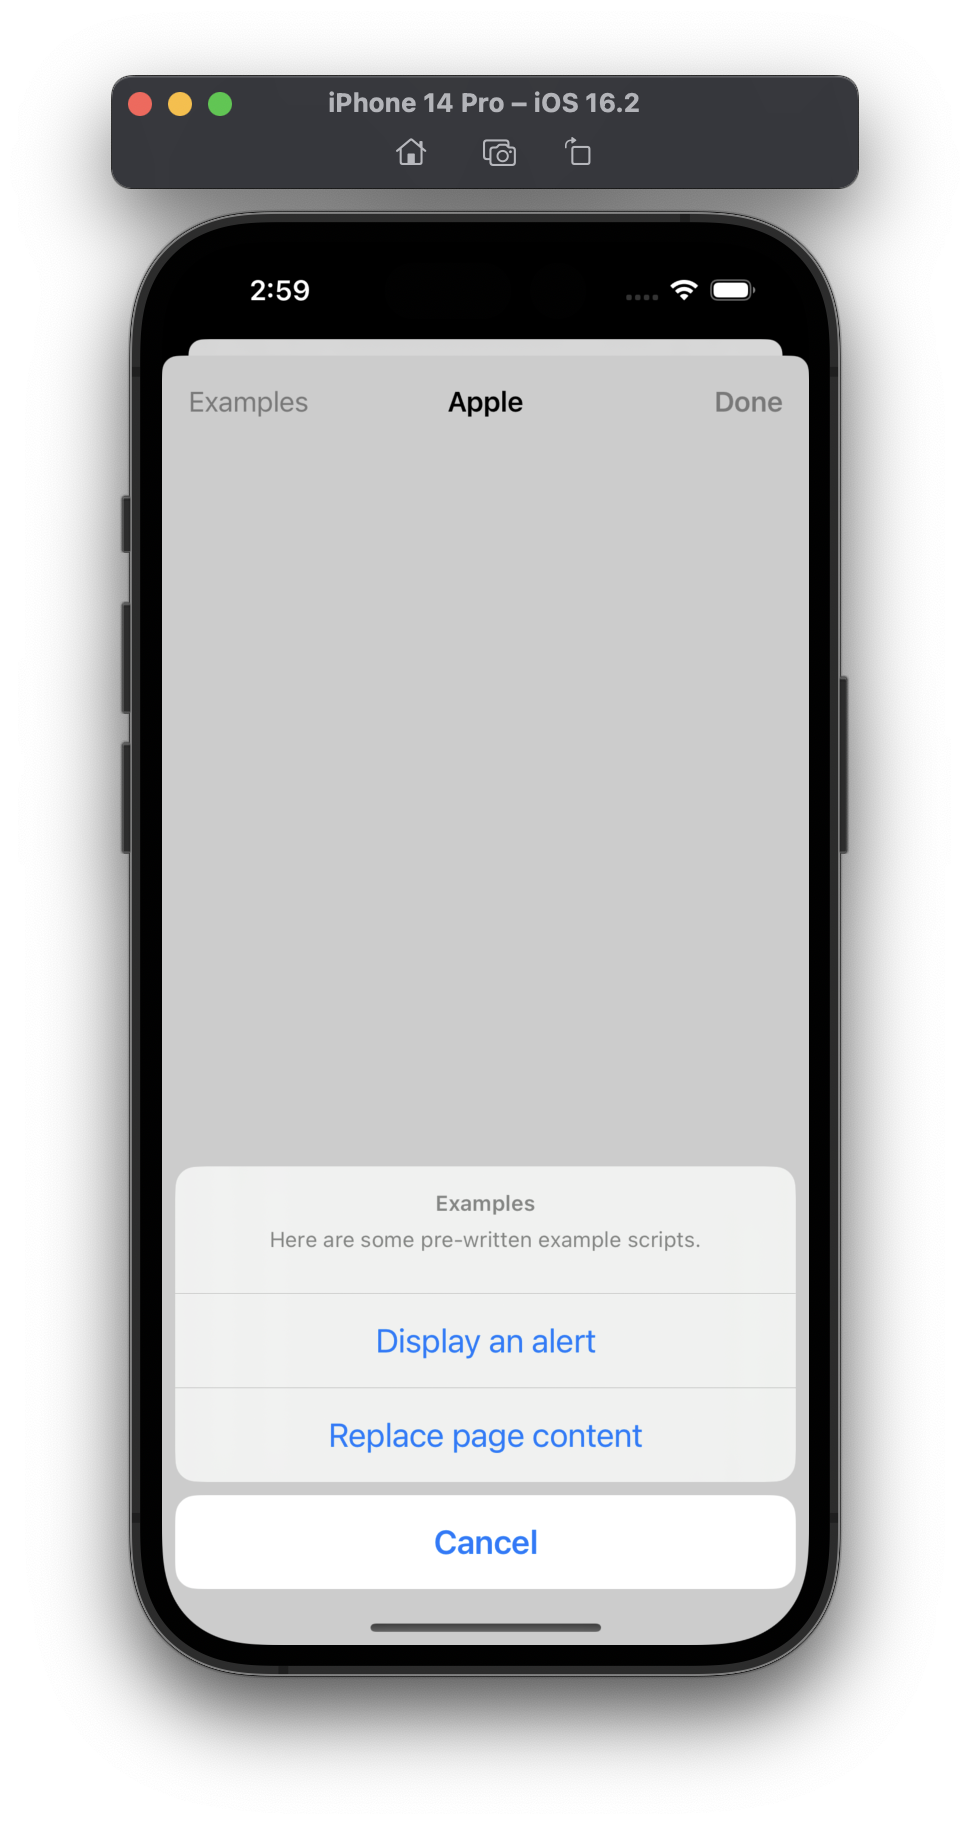 iPhone 14 Pro – iOS 16.2
2:59
Examples Apple Done
Examples
Here are some pre-written example scripts.
Display an alert
Replace page content
Cancel